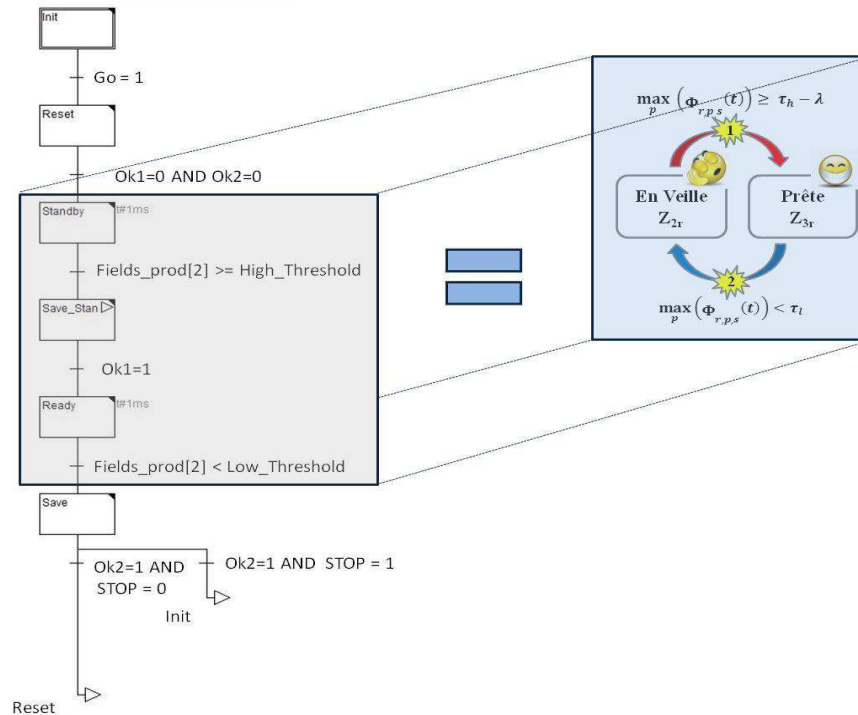 Init
Go = 1
Reset
Ok1=0 AND Ok2=0
Standby
t#1ms
Fields_prod[2] >= High_Threshold
Save_Stan
Ok1=1
Ready
t#1ms
Fields_prod[2] < Low_Threshold
Save
Ok2=1 AND
STOP = 0
Ok2=1 AND STOP = 1
Init
Reset
max p (Φ r,p,s (t)) ≥ τh − λ
1
En Veille
Z2r
Prête
Z3r
2
max p (Φ r,p,s (t)) < τl